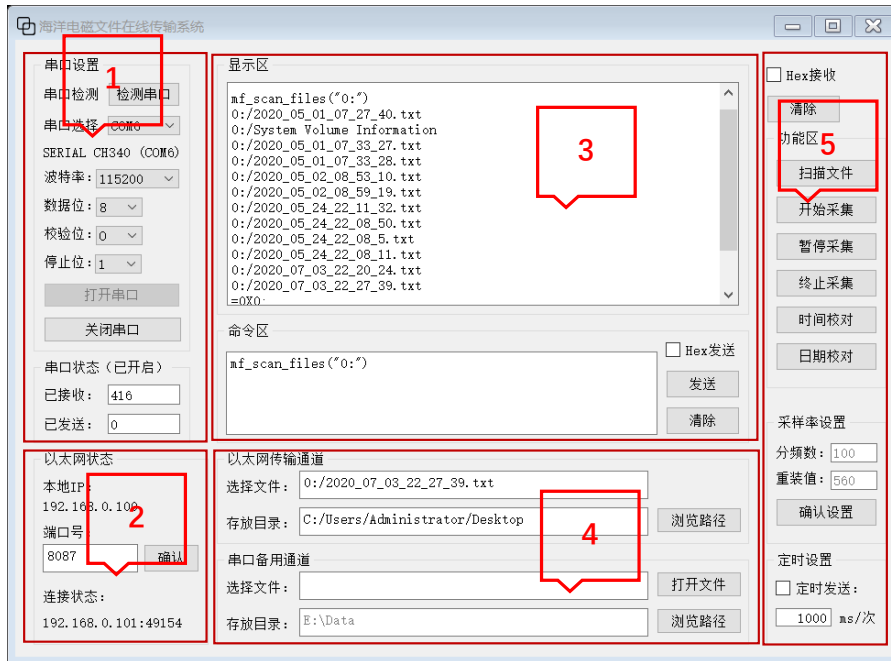 海洋电磁文件在线传输系统
串口设置
1
串口检测 检测串口
串口选择 COM6
SERIAL CH340 (COM6)
波特率: 115200
数据位: 8
校验位: 0
停止位: 1
打开串口
关闭串口
串口状态（已开启）
已接收: 416
已发送: 0
以太网状态
本地IP:
192.168.0.100
2
端口号
8087 确认
连接状态:
192.168.0.101:49154
显示区
3
mf_scan_files("0:")
0:/2020_05_01_07_27_40.txt
0:/System Volume Information
0:/2020_05_01_07_33_27.txt
0:/2020_05_01_07_33_28.txt
0:/2020_05_02_08_53_10.txt
0:/2020_05_02_08_59_19.txt
0:/2020_05_24_22_11_32.txt
0:/2020_05_24_22_08_50.txt
0:/2020_05_24_22_08_5.txt
0:/2020_05_24_22_08_11.txt
0:/2020_07_03_22_20_24.txt
0:/2020_07_03_22_27_39.txt
=0X0;
命令区
mf_scan_files("0:")
Hex发送
发送
清除
以太网传输通道
选择文件: 0:/2020_07_03_22_27_39.txt
存放目录: C:/Users/Administrator/Desktop 浏览路径
4
串口备用通道
选择文件: 打开文件
存放目录: E:\Data 浏览路径
Hex接收
清除
功能区
5
扫描文件
开始采集
暂停采集
终止采集
时间校对
日期校对
采样率设置
分频数: 100
重装值: 560
确认设置
定时设置
定时发送:
1000 ms/次